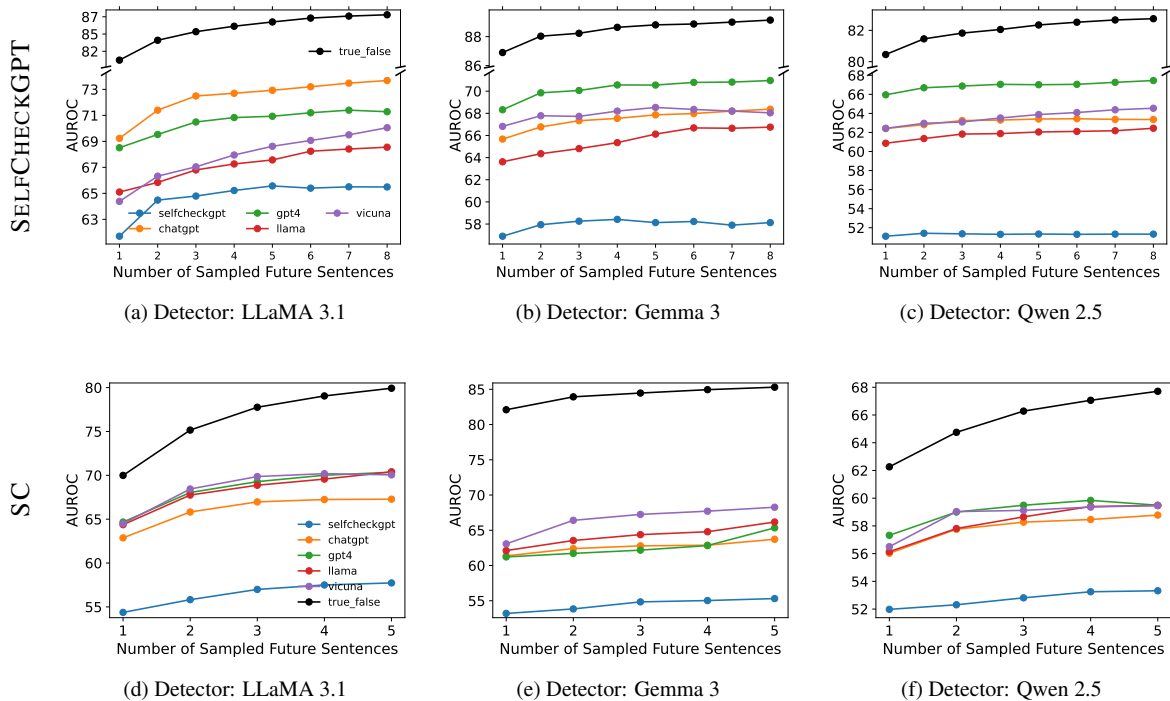 SELFCHECKGPT
AUROC
87
85
82
73
71
69
67
65
63
true_false
selfcheckgpt
chatgpt
gpt4
llama
vicuna
1 2 3 4 5 6 7 8
Number of Sampled Future Sentences
(a) Detector: LLaMA 3.1
AUROC
88
86
70
68
66
64
62
60
58
1 2 3 4 5 6 7 8
Number of Sampled Future Sentences
(b) Detector: Gemma 3
AUROC
82
80
68
66
64
62
60
58
56
54
52
1 2 3 4 5 6 7 8
Number of Sampled Future Sentences
(c) Detector: Qwen 2.5
SC
AUROC
80
75
70
65
60
55
selfcheckgpt
chatgpt
gpt4
llama
vicuna
true_false
1 2 3 4 5
Number of Sampled Future Sentences
(d) Detector: LLaMA 3.1
AUROC
85
80
75
70
65
60
55
1 2 3 4 5
Number of Sampled Future Sentences
(e) Detector: Gemma 3
AUROC
68
66
64
62
60
58
56
54
52
1 2 3 4 5
Number of Sampled Future Sentences
(f) Detector: Qwen 2.5